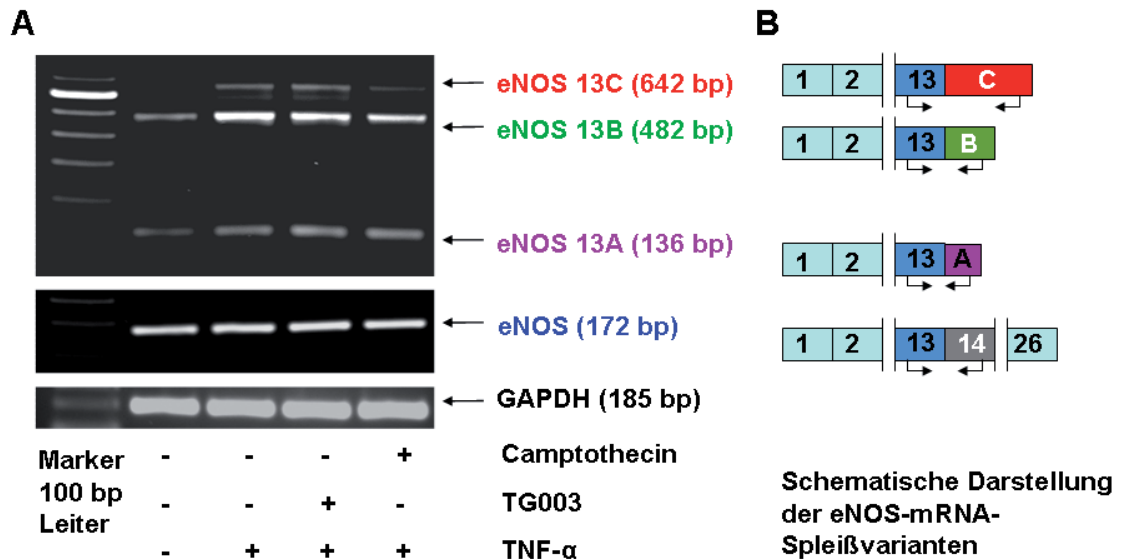 A
eNOS 13C (642 bp)
eNOS 13B (482 bp)
eNOS 13A (136 bp)
eNOS (172 bp)
GAPDH (185 bp)
Marker
100 bp
Leiter
- - - + Camptothecin
- - + - TG003
- + + + TNF-α
B
1 2 13 C
1 2 13 B
1 2 13 A
1 2 13 14 26
Schematische Darstellung
der eNOS-mRNA-
Spleißvarianten